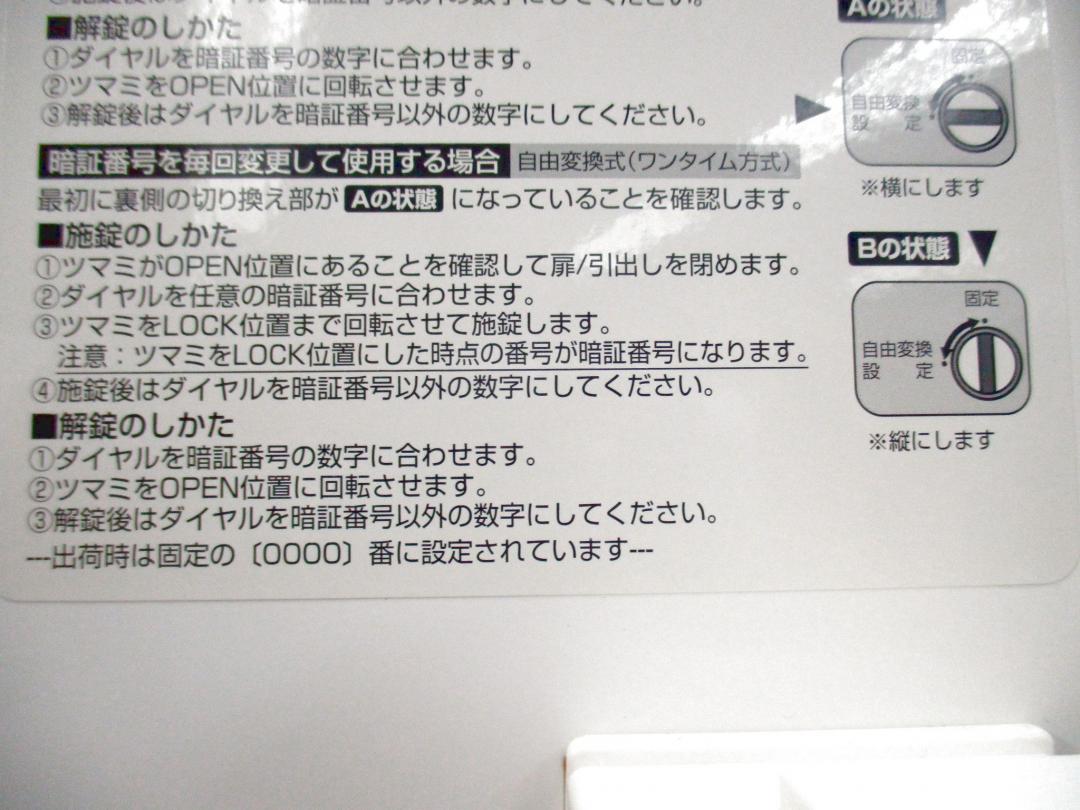 ■解錠のしかた
①ダイヤルを暗証番号の数字に合わせます。
②ツマミをOPEN位置に回転させます。
③解錠後はダイヤルを暗証番号以外の数字にしてください。
暗証番号を毎回変更して使用する場合 自由変換式(ワンタイム方式)
最初に裏側の切り換え部が Aの状態 になっていることを確認します。
■施錠のしかた
①ツマミがOPEN位置にあることを確認して扉/引出しを閉めます。
②ダイヤルを任意の暗証番号に合わせます。
③ツマミをLOCK位置まで回転させて施錠します。
注意：ツマミをLOCK位置にした時点の番号が暗証番号になります。
④施錠後はダイヤルを暗証番号以外の数字にしてください。
■解錠のしかた
①ダイヤルを暗証番号の数字に合わせます。
②ツマミをOPEN位置に回転させます。
③解錠後はダイヤルを暗証番号以外の数字にしてください。
---出荷時は固定の〔0000〕番に設定されています---
Aの状態
固定
自由変換
設 定
※横にします
Bの状態
固定
自由変換
設 定
※縦にします